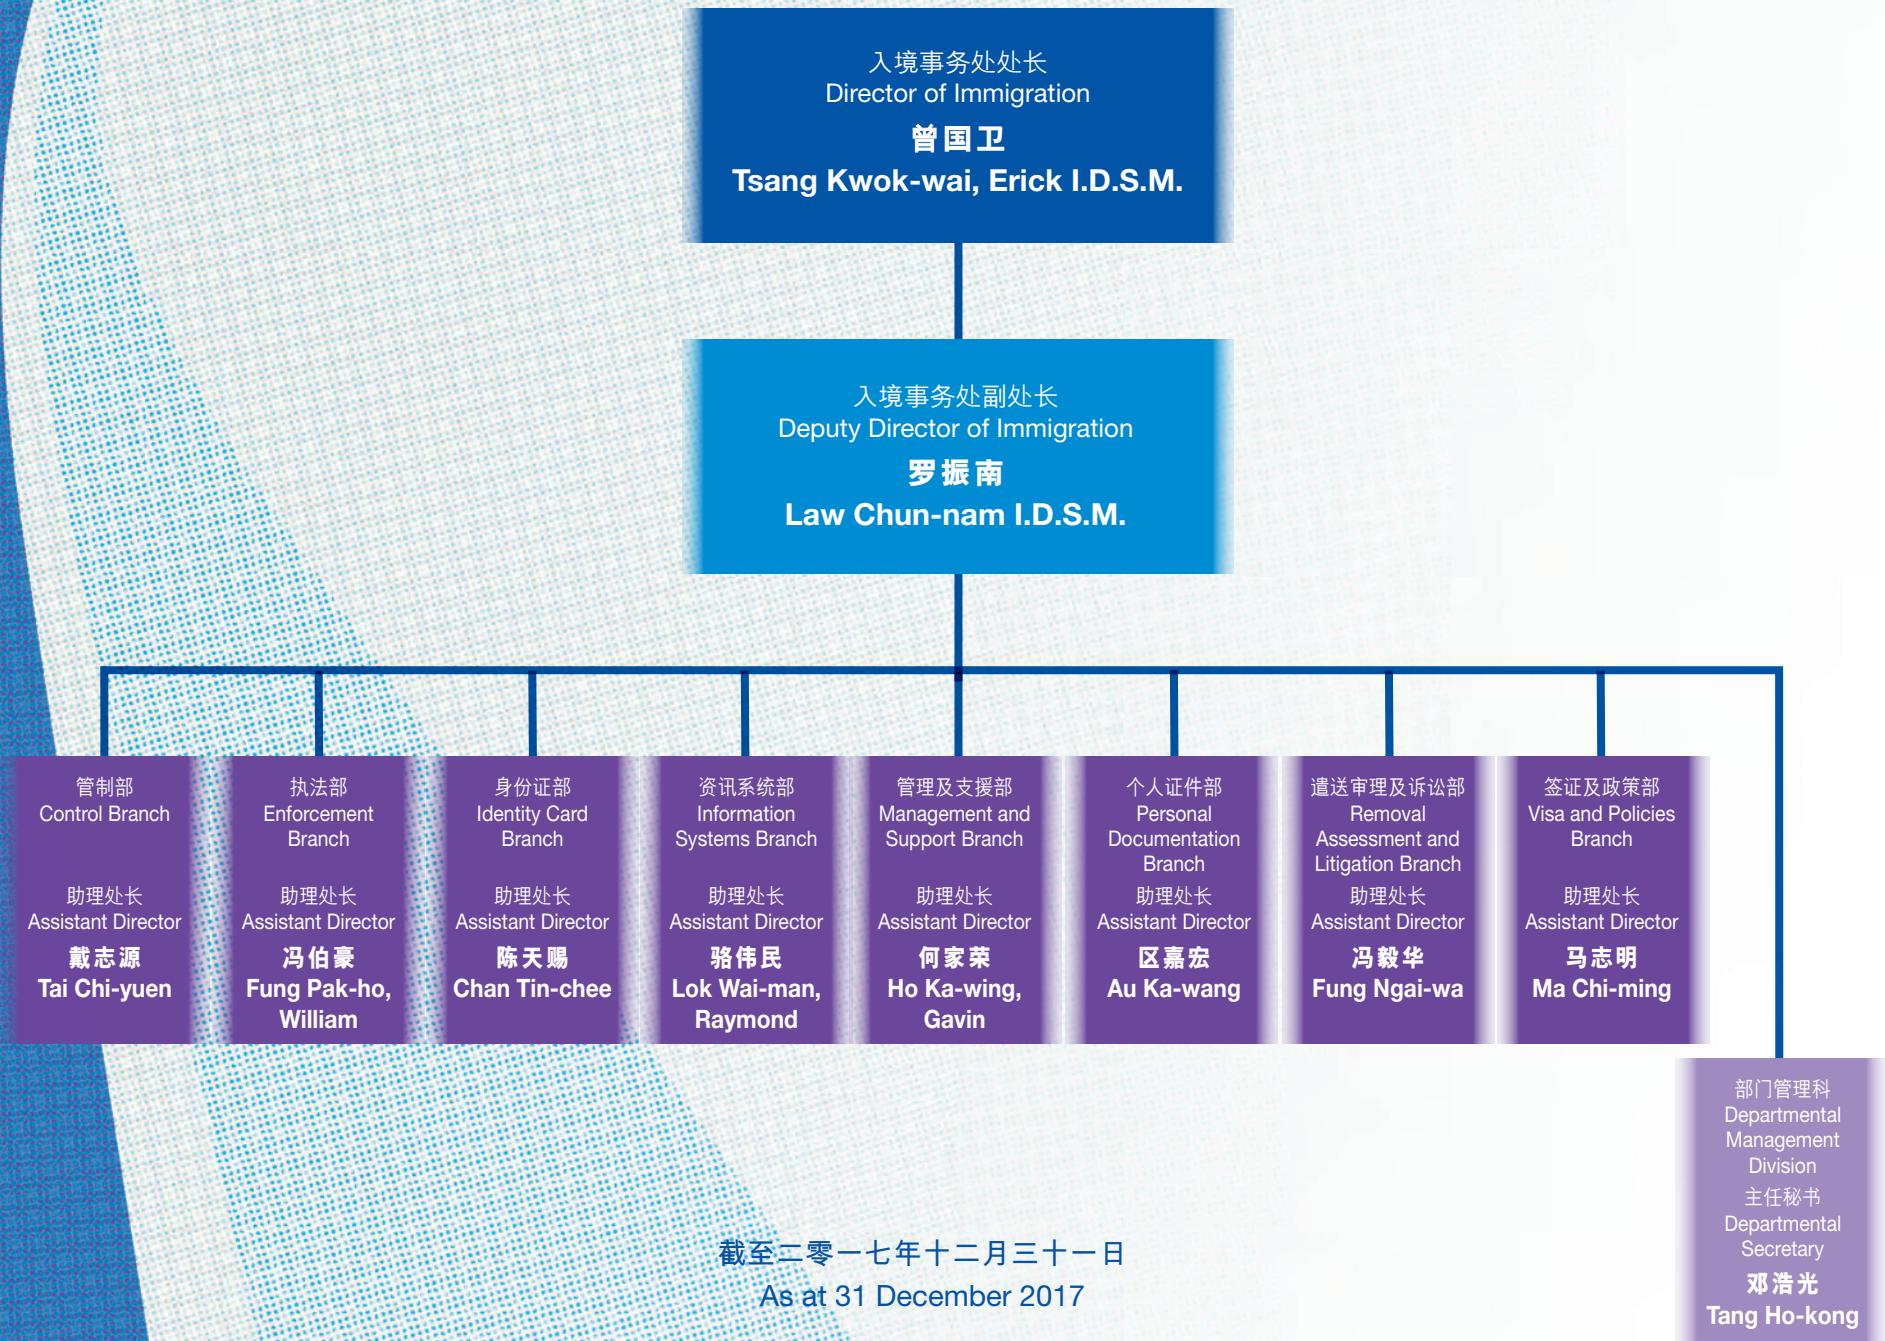 入境事务处处长
Director of Immigration
曾国卫
Tsang Kwok-wai, Erick I.D.S.M.
入境事务处副处长
Deputy Director of Immigration
罗振南
Law Chun-nam I.D.S.M.
管制部
Control Branch
助理处长
Assistant Director
戴志源
Tai Chi-yuen
执法部
Enforcement
Branch
助理处长
Assistant Director
冯伯豪
Fung Pak-ho,
William
身份证部
Identity Card
Branch
助理处长
Assistant Director
陈天赐
Chan Tin-chee
资讯系统部
Information
Systems Branch
助理处长
Assistant Director
骆伟民
Lok Wai-man,
Raymond
管理及支援部
Management and
Support Branch
助理处长
Assistant Director
何家荣
Ho Ka-wing,
Gavin
个人证件部
Personal
Documentation
Branch
助理处长
Assistant Director
区嘉宏
Au Ka-wang
遣送审理及诉讼部
Removal
Assessment and
Litigation Branch
助理处长
Assistant Director
冯毅华
Fung Ngai-wa
签证及政策部
Visa and Policies
Branch
助理处长
Assistant Director
马志明
Ma Chi-ming
部门管理科
Departmental
Management
Division
主任秘书
Departmental
Secretary
邓浩光
Tang Ho-kong
截至二零一七年十二月三十一日
As at 31 December 2017